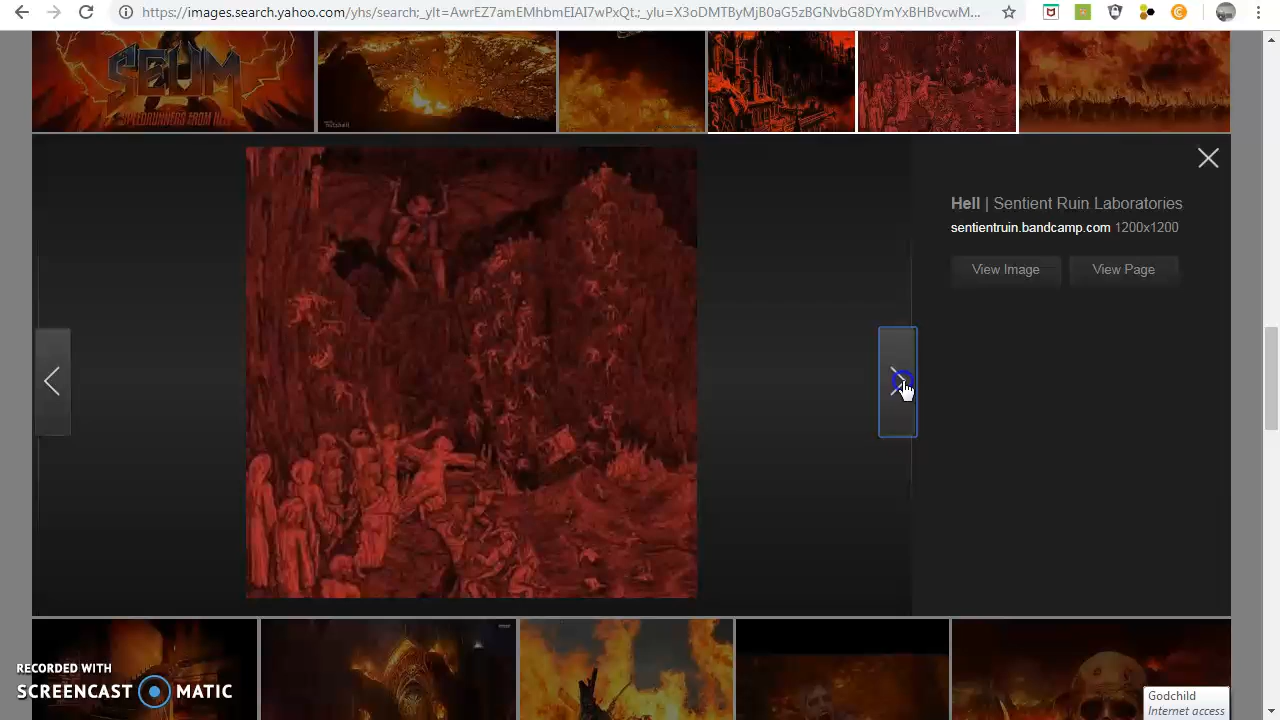 https://images.search.yahoo.com/yhs/search;_ylt=AwrEZ7amEMhbmEIAI7wPxQt.;_ylu=X3oDMTByMjB0aG5zBGNvbG8DYmYxBHBvcwM...
SEUM
SPEEDRUNNERS FROM HELL
Hell | Sentient Ruin Laboratories
sentientruin.bandcamp.com 1200x1200
View Image
View Page
RECORDED WITH
SCREENCAST MATIC
Godchild
Internet access